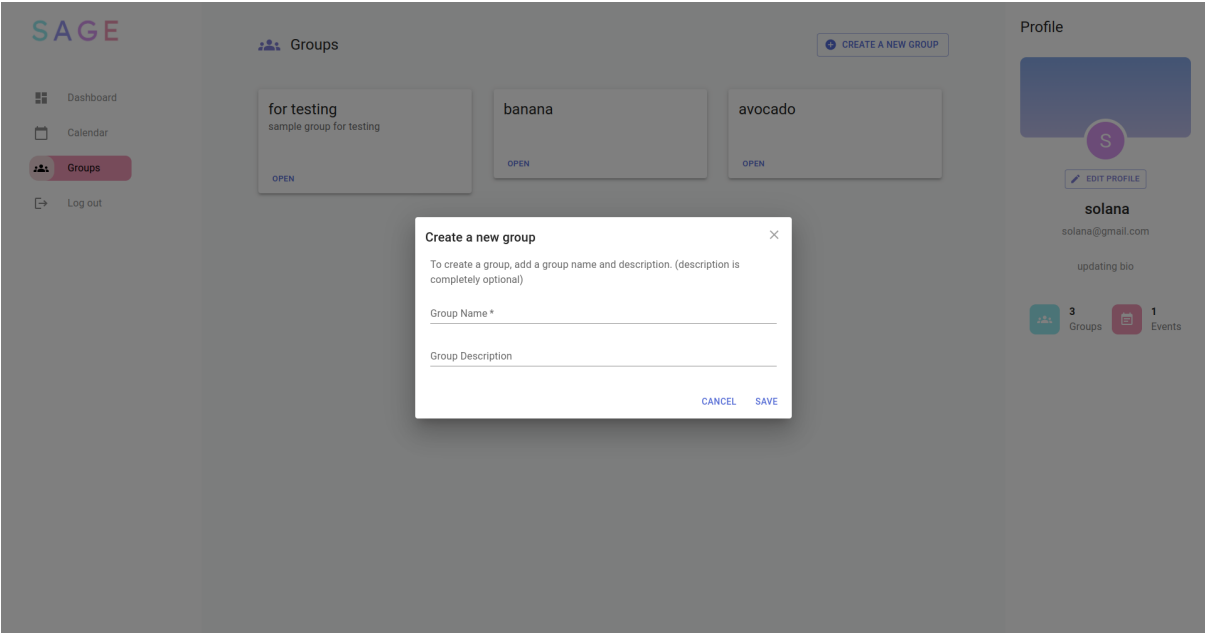 SAGE
Dashboard
Calendar
Groups
Log out
Groups
CREATE A NEW GROUP
for testing
sample group for testing
OPEN
banana
OPEN
avocado
OPEN
Create a new group
To create a group, add a group name and description. (description is
completely optional)
Group Name *
Group Description
CANCEL
SAVE
Profile
S
EDIT PROFILE
solana
solana@gmail.com
updating bio
3
Groups
1
Events